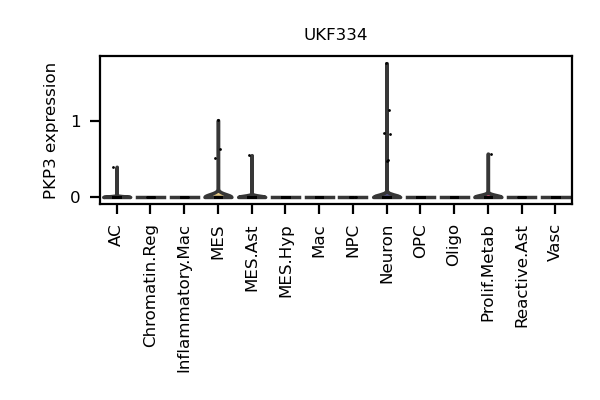 UKF334
PKP3 expression
1
0
AC
Chromatin.Reg
Inflammatory.Mac
MES
MES.Ast
MES.Hyp
Mac
NPC
Neuron
OPC
Oligo
Prolif.Metab
Reactive.Ast
Vasc